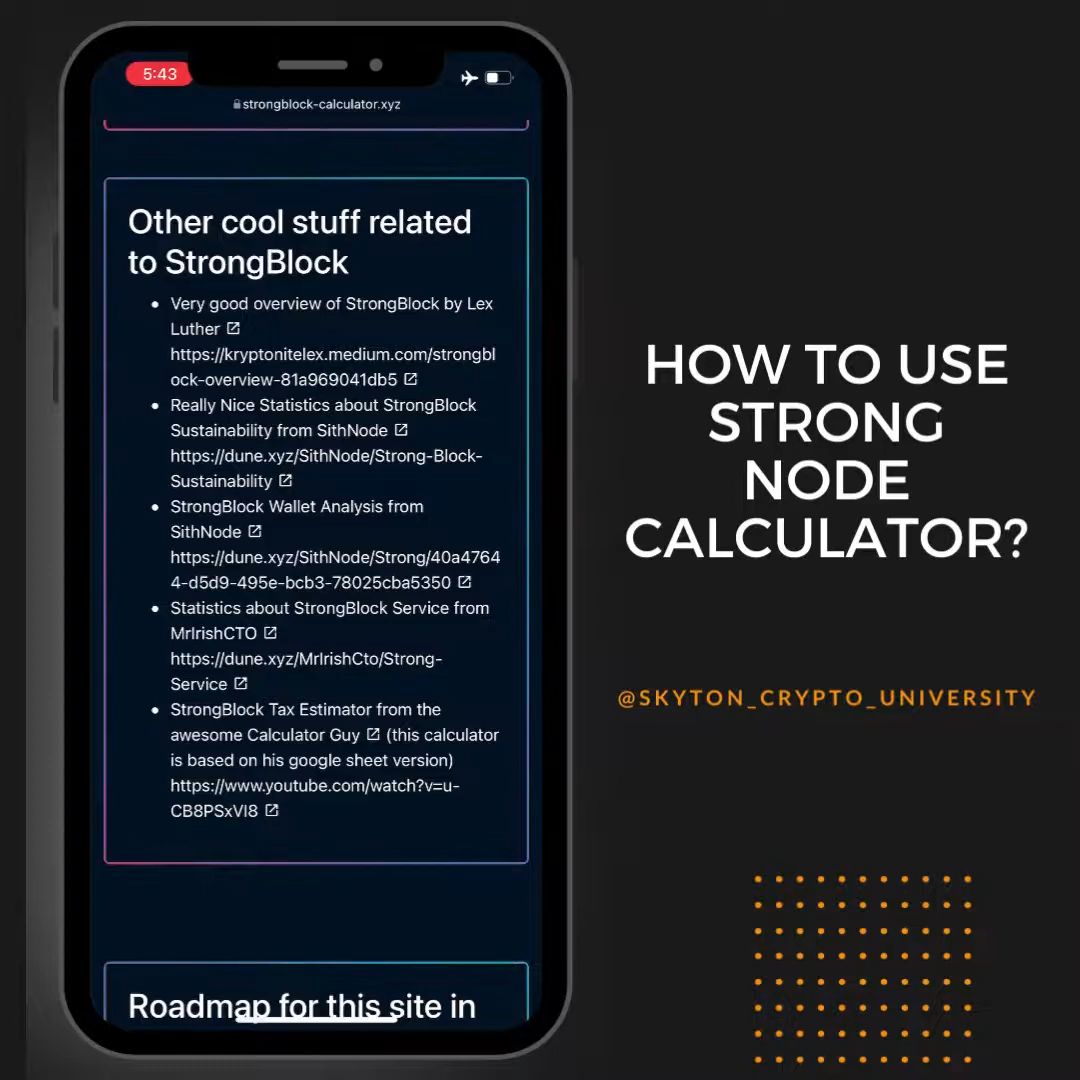 5:43
strongblock-calculator.xyz
Other cool stuff related
to StrongBlock
Very good overview of StrongBlock by Lex
Luther
https://kryptonitelex.medium.com/strongbl
ock-overview-81a969041db5
Really Nice Statistics about StrongBlock
Sustainability from SithNode
https://dune.xyz/SithNode/Strong-Block-
Sustainability
StrongBlock Wallet Analysis from
SithNode
https://dune.xyz/SithNode/Strong/40a4764
4-d5d9-495e-bcb3-78025cba5350
Statistics about StrongBlock Service from
MrIrishCTO
https://dune.xyz/MrIrishCto/Strong-
Service
StrongBlock Tax Estimator from the
awesome Calculator Guy (this calculator
is based on his google sheet version)
https://www.youtube.com/watch?v=u-
CB8PSxVI8
Roadmap for this site in
HOW TO USE
STRONG
NODE
CALCULATOR?
@SKYTON_CRYPTO_UNIVERSITY